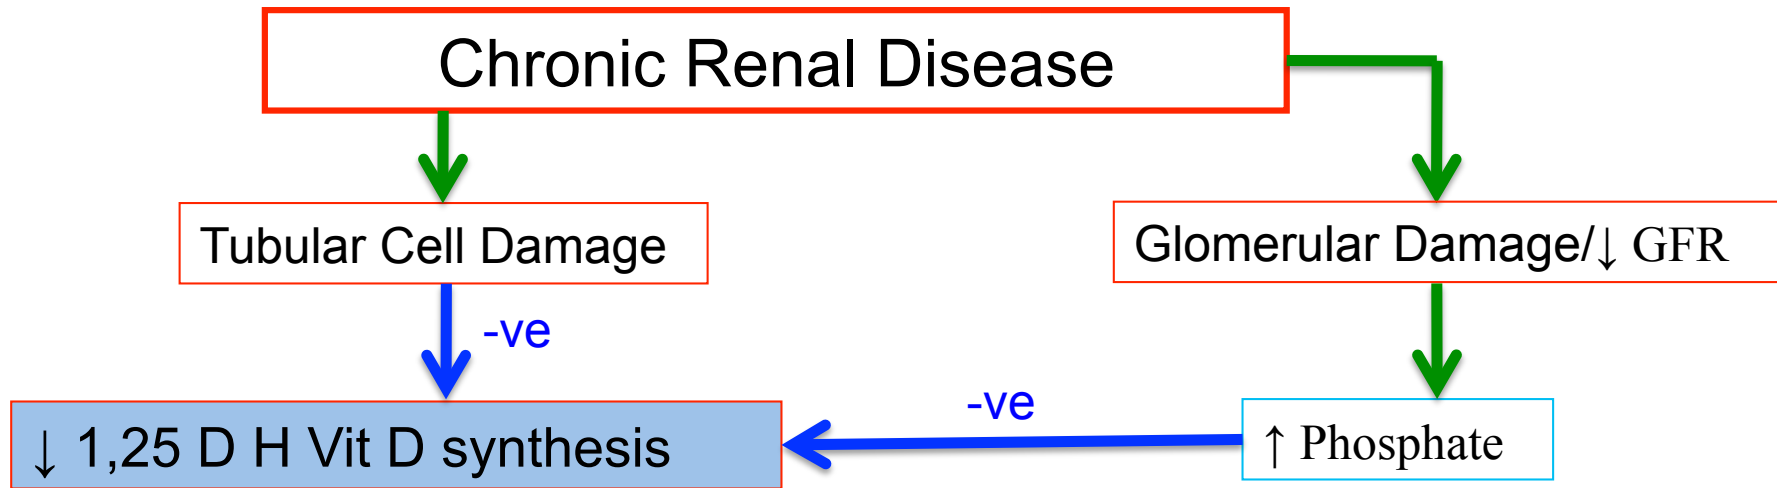 Chronic Renal Disease
Tubular Cell Damage
Glomerular Damage/↓ GFR
-ve
-ve
↓ 1,25 D H Vit D synthesis
↑ Phosphate